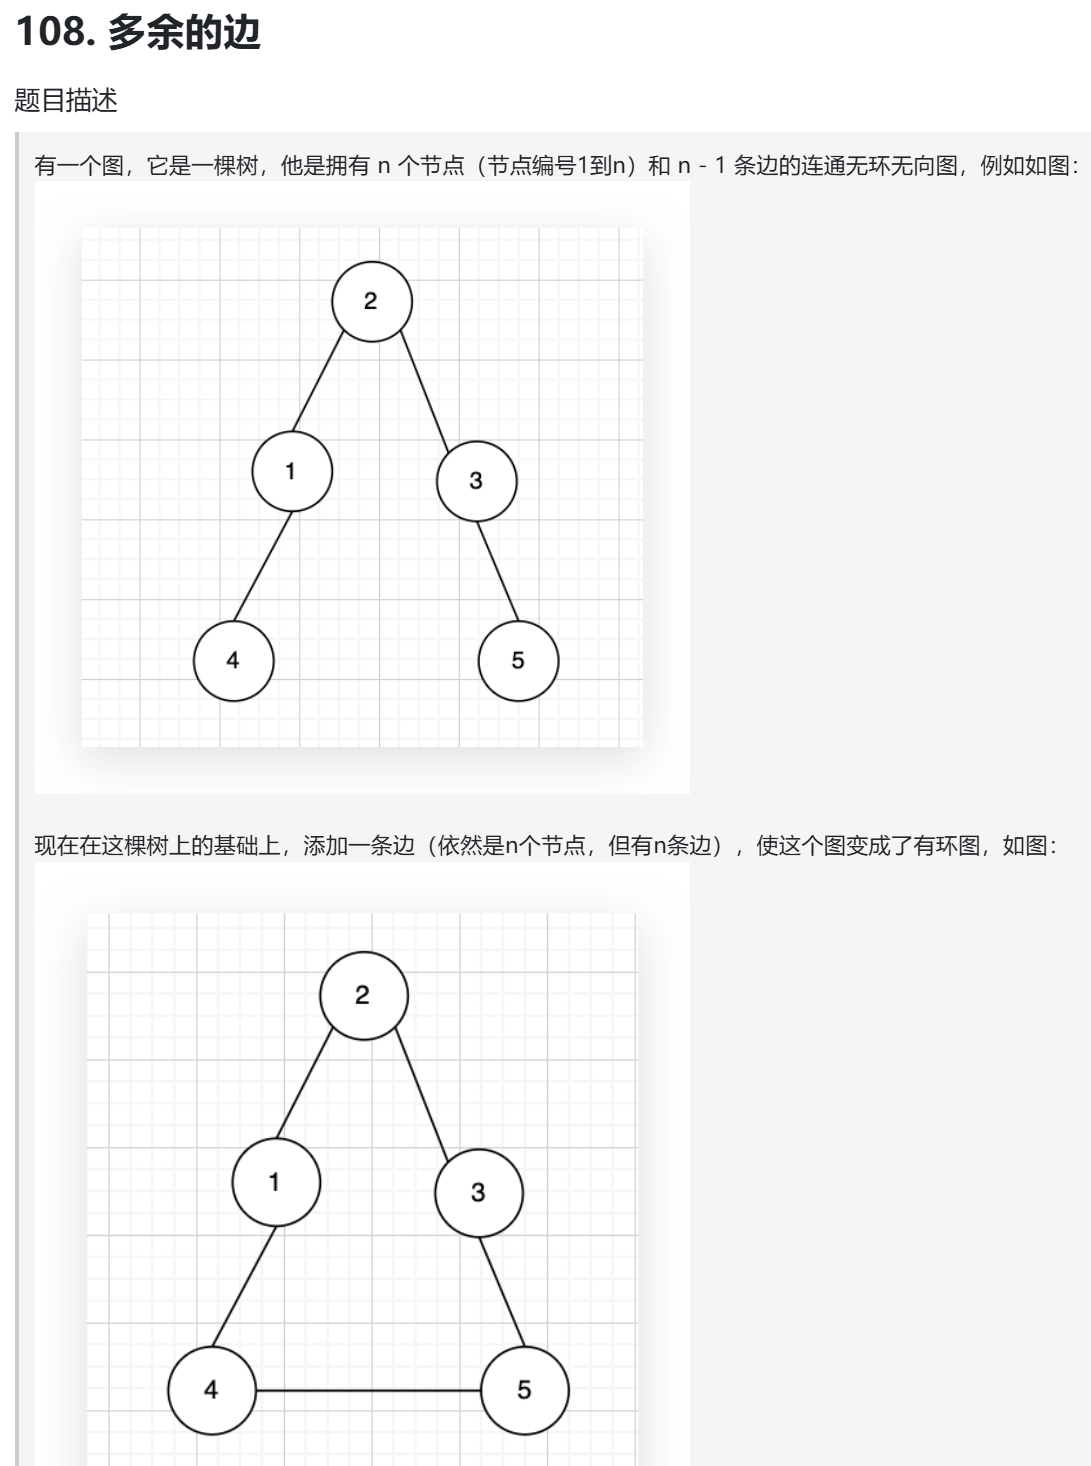 108. 多余的边
题目描述
有一个图，它是一棵树，他是拥有 n 个节点（节点编号1到n）和 n - 1 条边的连通无环无向图，例如如图：
2
1
3
4
5
现在在这棵树上的基础上，添加一条边（依然是n个节点，但有n条边），使这个图变成了有环图，如图：
2
1
3
4
5